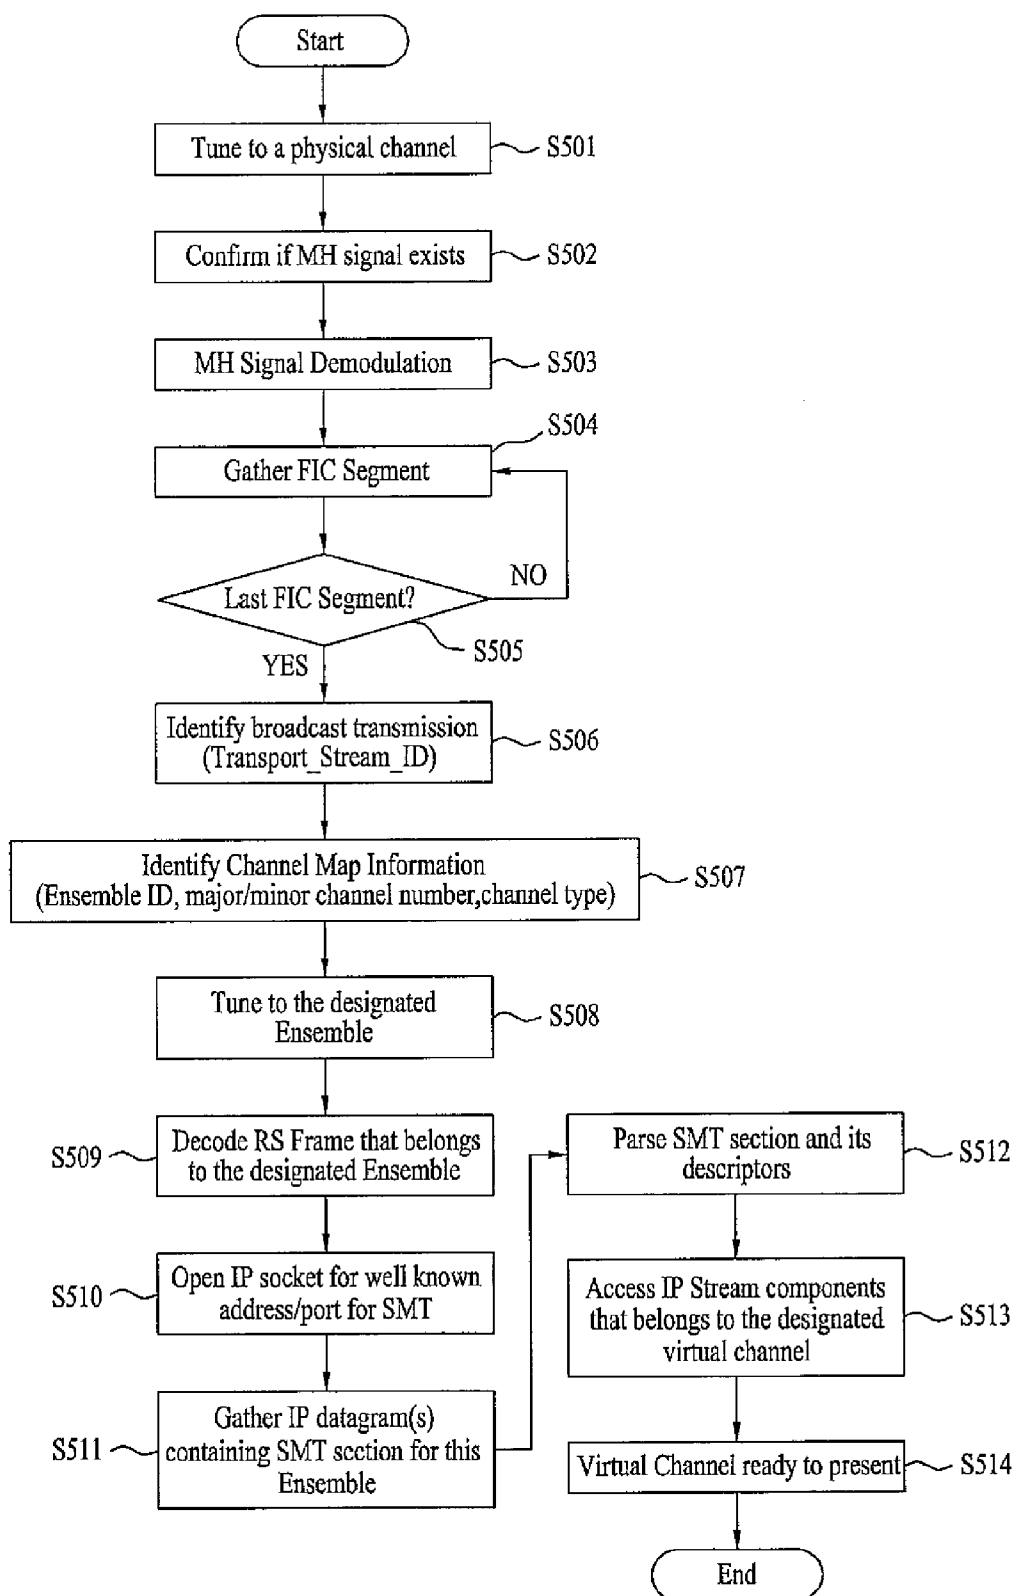 Start
Tune to a physical channel
S501
Confirm if MH signal exists
S502
MH Signal Demodulation
S503
S504
Gather FIC Segment
NO
Last FIC Segment?
S505
YES
Identify broadcast transmission
(Transport_Stream_ID)
S506
Identify Channel Map Information
(Ensemble ID, major/minor channel number,channel type)
S507
Tune to the designated
Ensemble
S508
S509
Decode RS Frame that belongs
to the designated Ensemble
S510
Open IP socket for well known
address/port for SMT
S511
Gather IP datagram(s)
containing SMT section for this
Ensemble
Parse SMT section and its
descriptors
S512
Access IP Stream components
that belongs to the designated
virtual channel
S513
Virtual Channel ready to present
S514
End